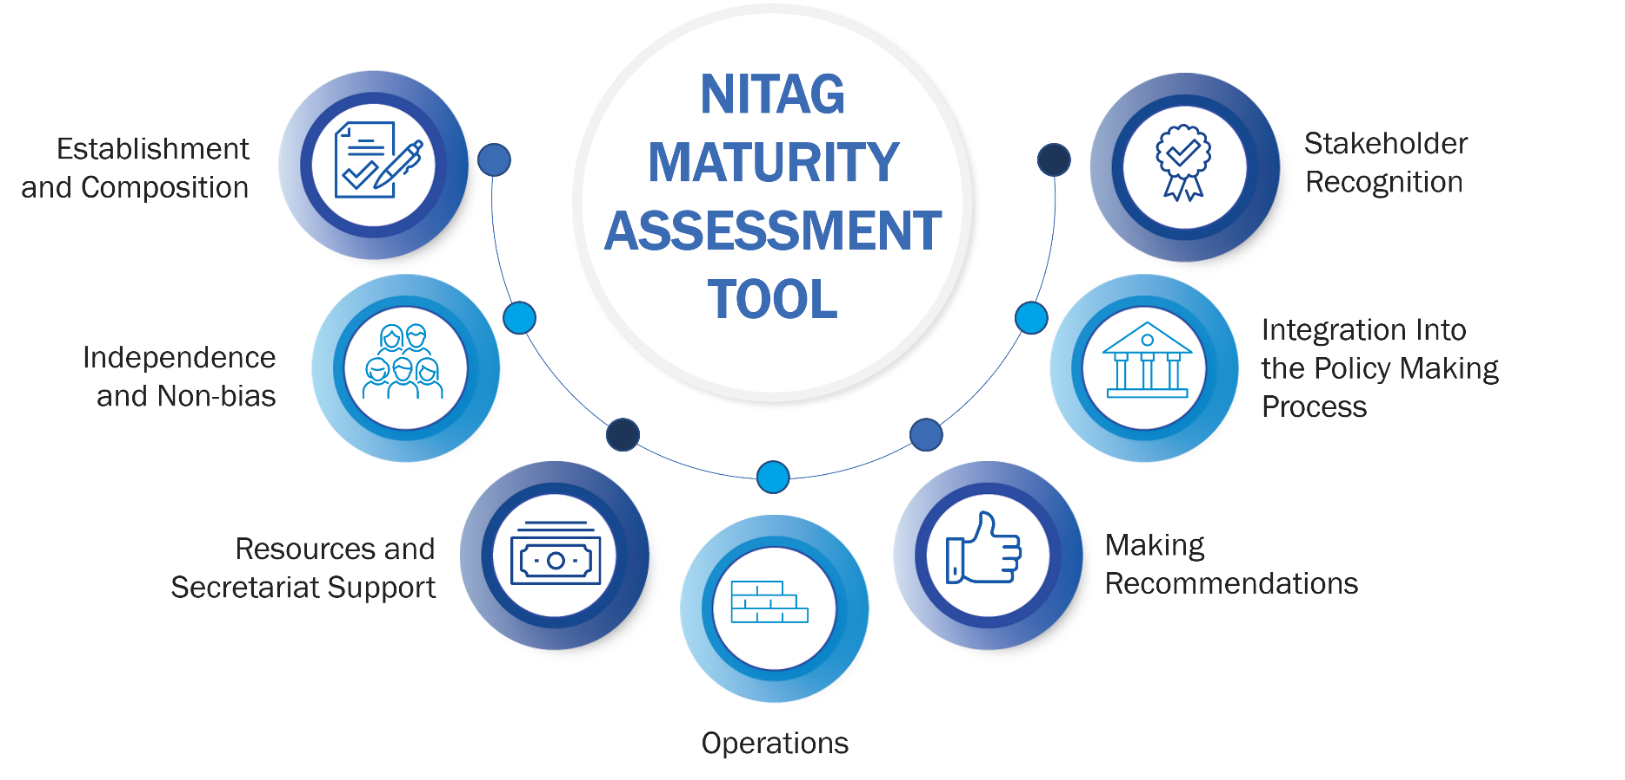 NITAG
MATURITY
ASSESSMENT
TOOL
Establishment
and Composition
Independence
and Non-bias
Resources and
Secretariat Support
Operations
Making
Recommendations
Integration Into
the Policy Making
Process
Stakeholder
Recognition